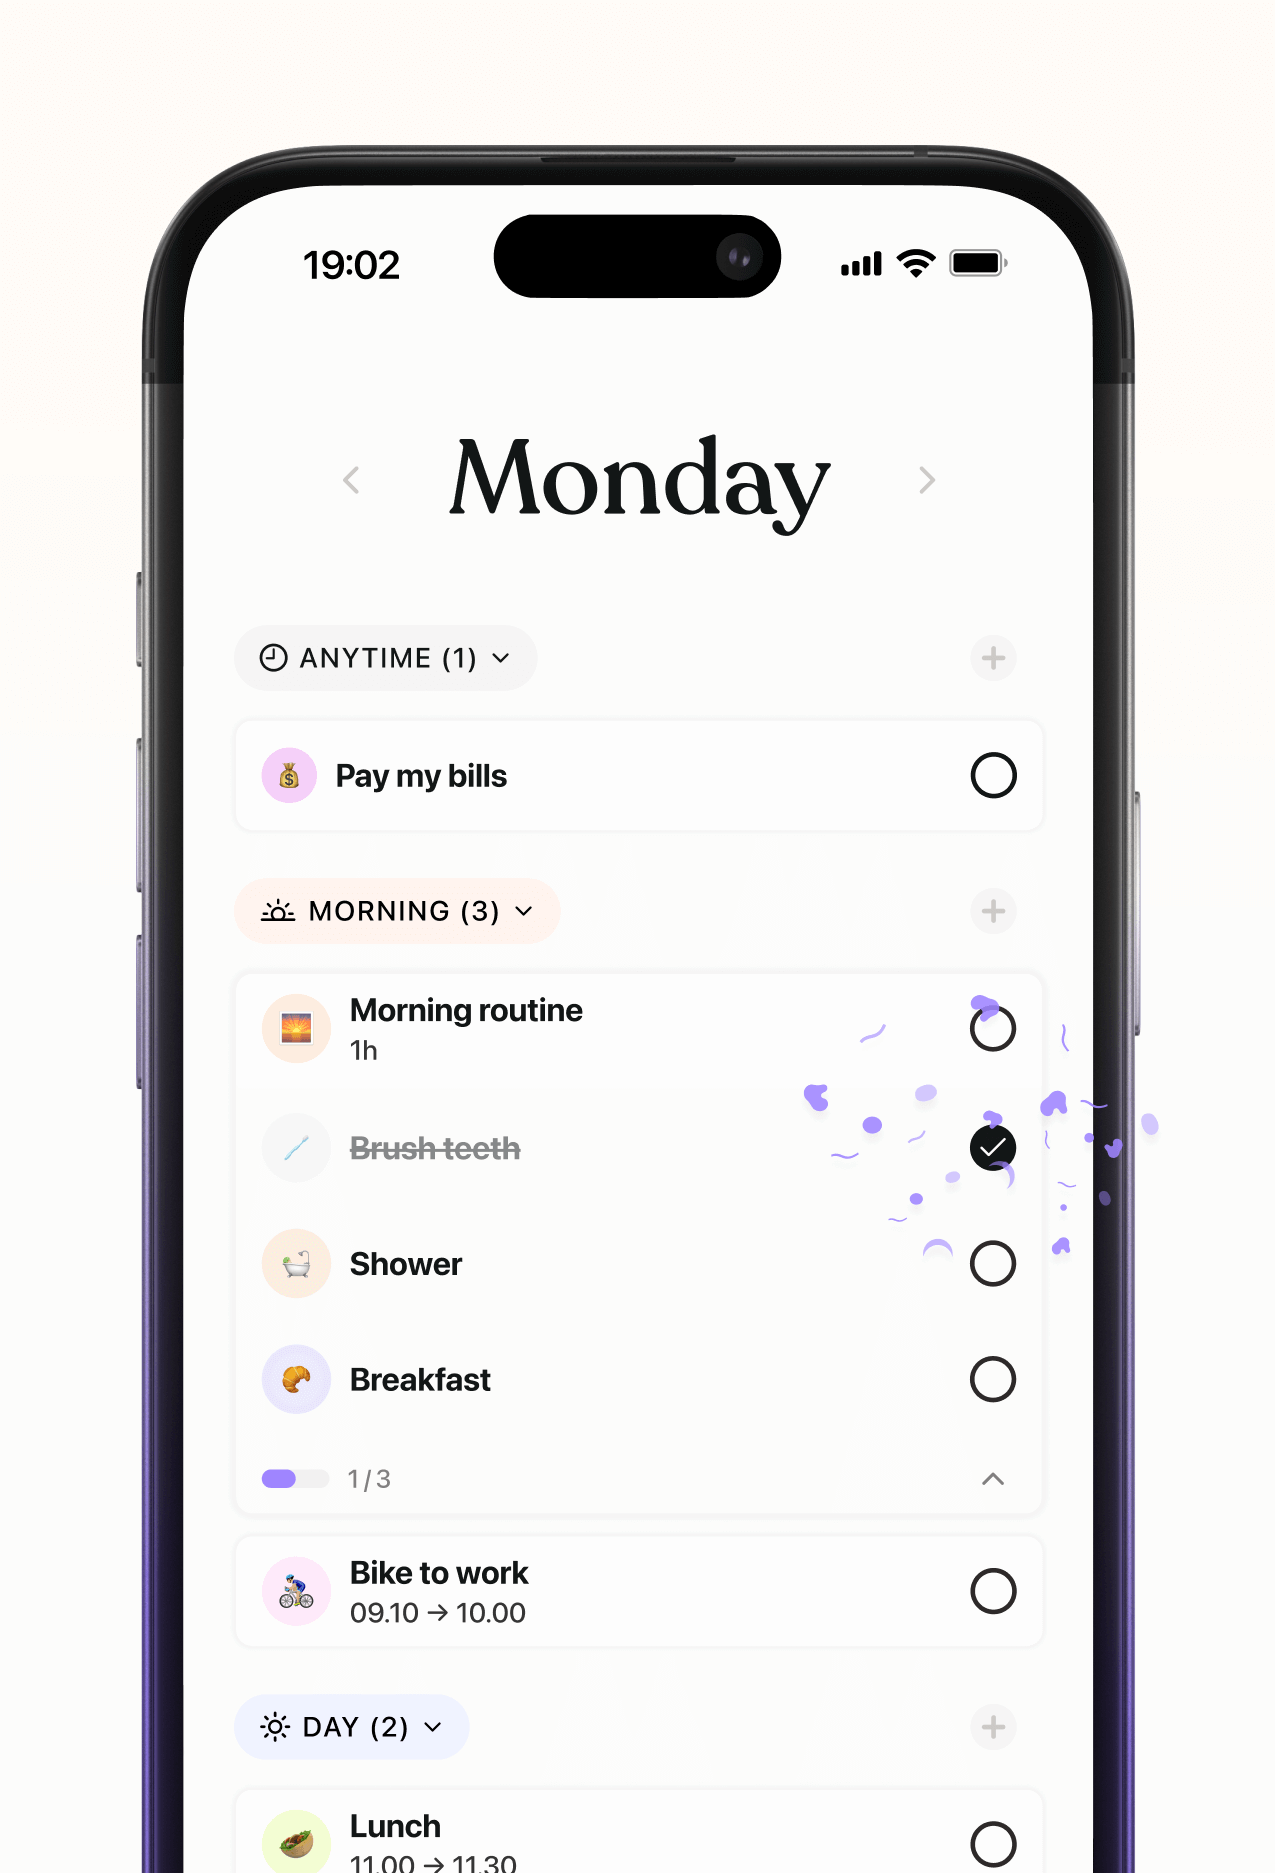 19:02
Monday
ANYTIME (1)
Pay my bills
MORNING (3)
Morning routine
1h
Brush teeth
Shower
Breakfast
1/3
Bike to work
09.10 → 10.00
DAY (2)
Lunch
11.00 → 11.30